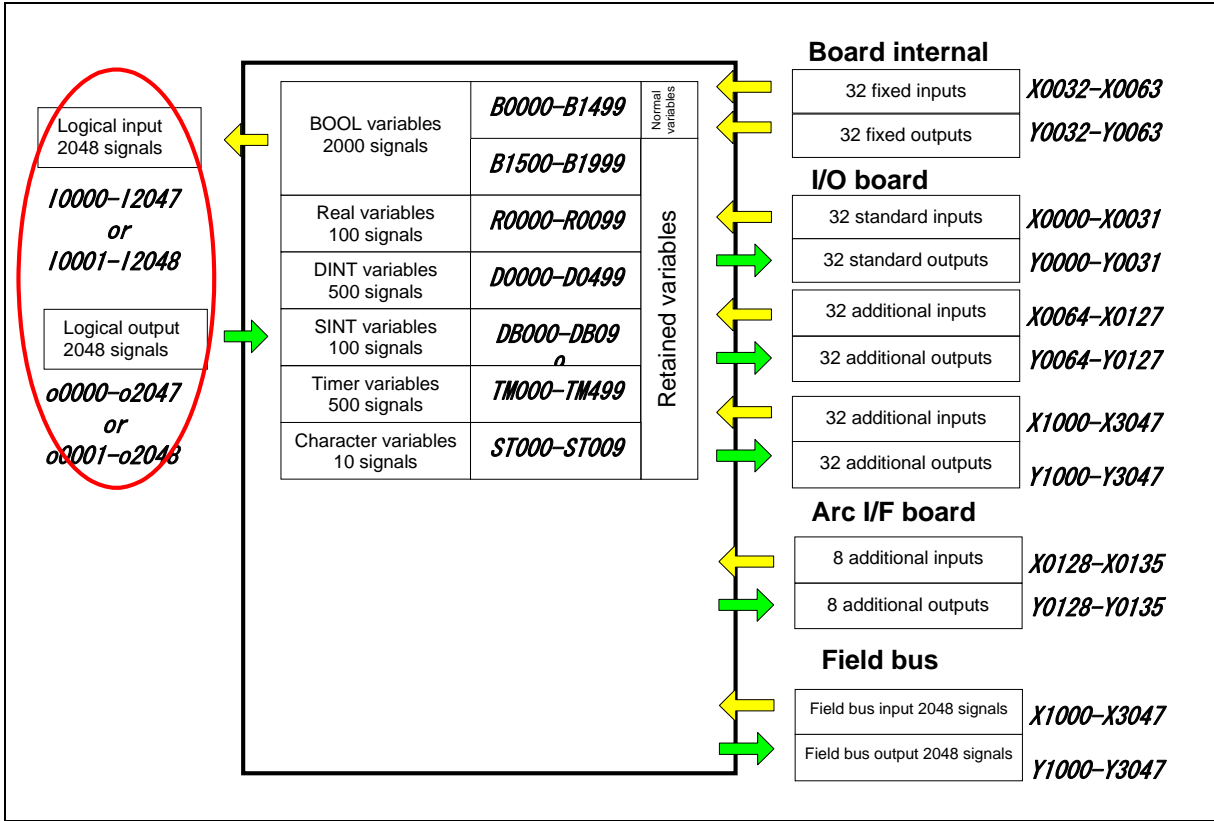 Logical input
2048 signals
I0000-I2047
or
I0001-I2048
Logical output
2048 signals
o0000-o2047
or
o0001-o2048
BOOL variables
2000 signals
B0000-B1499
Normal
variables
B1500-B1999
Real variables
100 signals
R0000-R0099
DINT variables
500 signals
D0000-D0499
SINT variables
100 signals
DB000-DB09
Timer variables
500 signals
TM000-TM499
Character variables
10 signals
ST000-ST009
Retained variables
Board internal
32 fixed inputs
X0032-X0063
32 fixed outputs
Y0032-Y0063
I/O board
32 standard inputs
X0000-X0031
32 standard outputs
Y0000-Y0031
32 additional inputs
X0064-X0127
32 additional outputs
Y0064-Y0127
32 additional inputs
X1000-X3047
32 additional outputs
Y1000-Y3047
Arc I/F board
8 additional inputs
X0128-X0135
8 additional outputs
Y0128-Y0135
Field bus
Field bus input 2048 signals
X1000-X3047
Field bus output 2048 signals
Y1000-Y3047